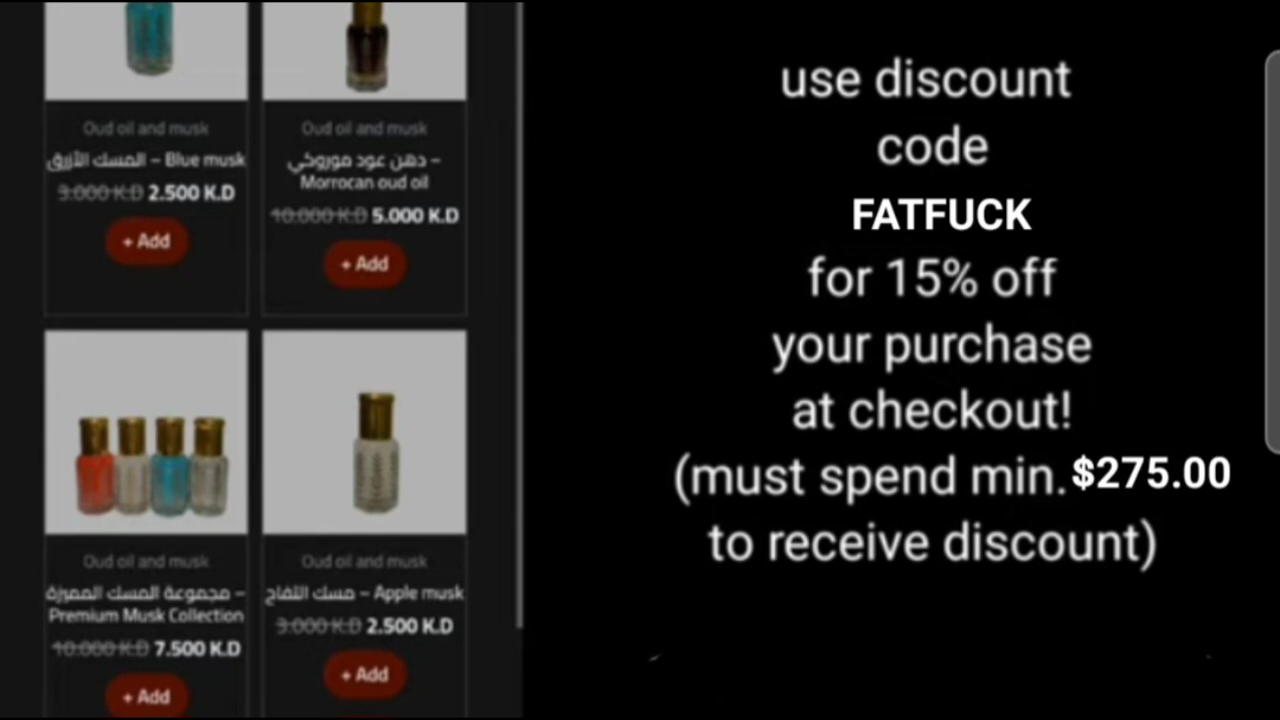 Oud oil and musk
المسك الأزرق – Blue musk
3.000 K.D 2.500 K.D
+ Add
Oud oil and musk
دهن عود موروكي –
Morrocan oud oil
10.000 K.D 5.000 K.D
+ Add
Oud oil and musk
مجموعة المسك المميزة –
Premium Musk Collection
10.000 K.D 7.500 K.D
+ Add
Oud oil and musk
مسك التفاح – Apple musk
3.000 K.D 2.500 K.D
+ Add
use discount
code
FATFUCK
for 15% off
your purchase
at checkout!
(must spend min. $275.00
to receive discount)